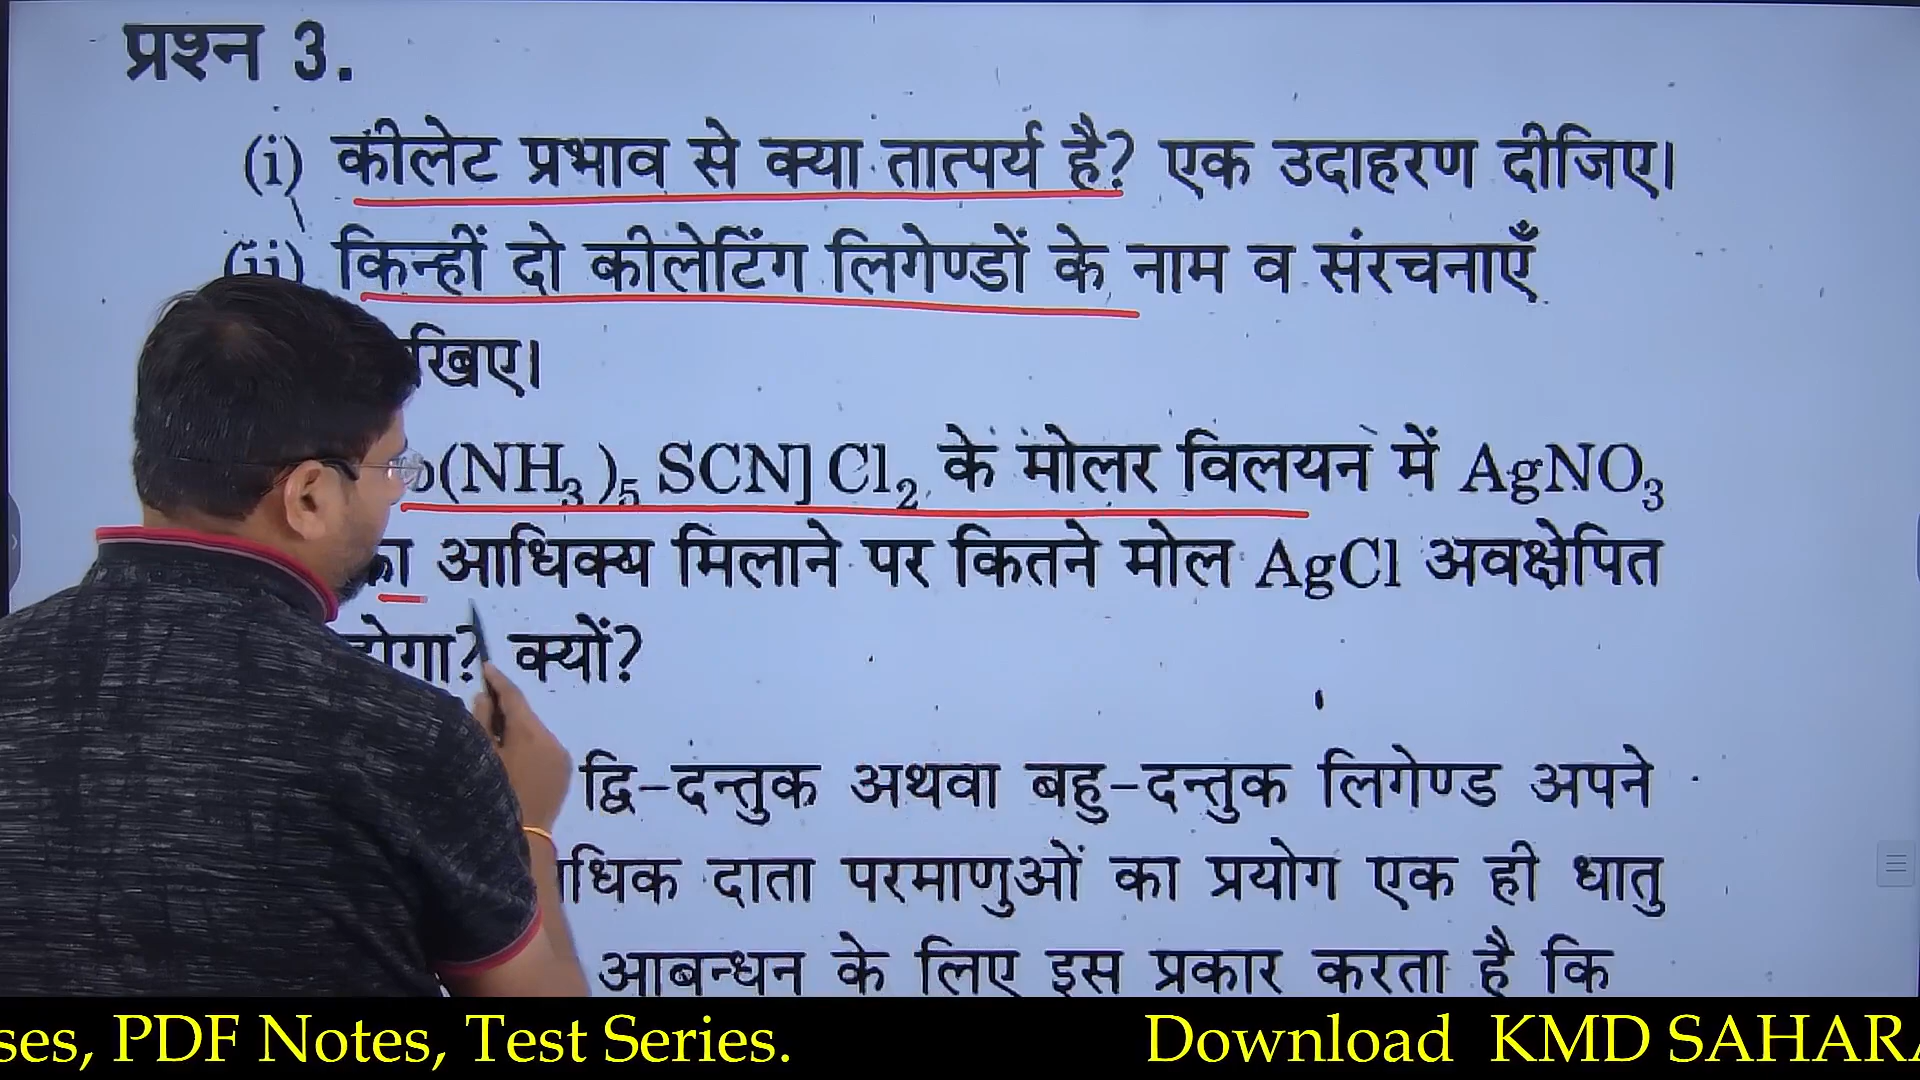 प्रश्न 3.
(i) कीलेट प्रभाव से क्या तात्पर्य है? एक उदाहरण दीजिए।
(ii) किन्हीं दो कीलेटिंग लिगेण्डों के नाम व संरचनाएँ
खिए।
(NH₃)₅ SCN] Cl₂ के मोलर विलयन में AgNO₃
का आधिक्य मिलाने पर कितने मोल AgCl अवक्षेपित
होगा? क्यों?
द्वि-दन्तुक अथवा बहु-दन्तुक लिगेण्ड अपने
धिक दाता परमाणुओं का प्रयोग एक ही धातु
आबन्धन के लिए इस प्रकार करता है कि
ses, PDF Notes, Test Series. Download KMD SAHARA